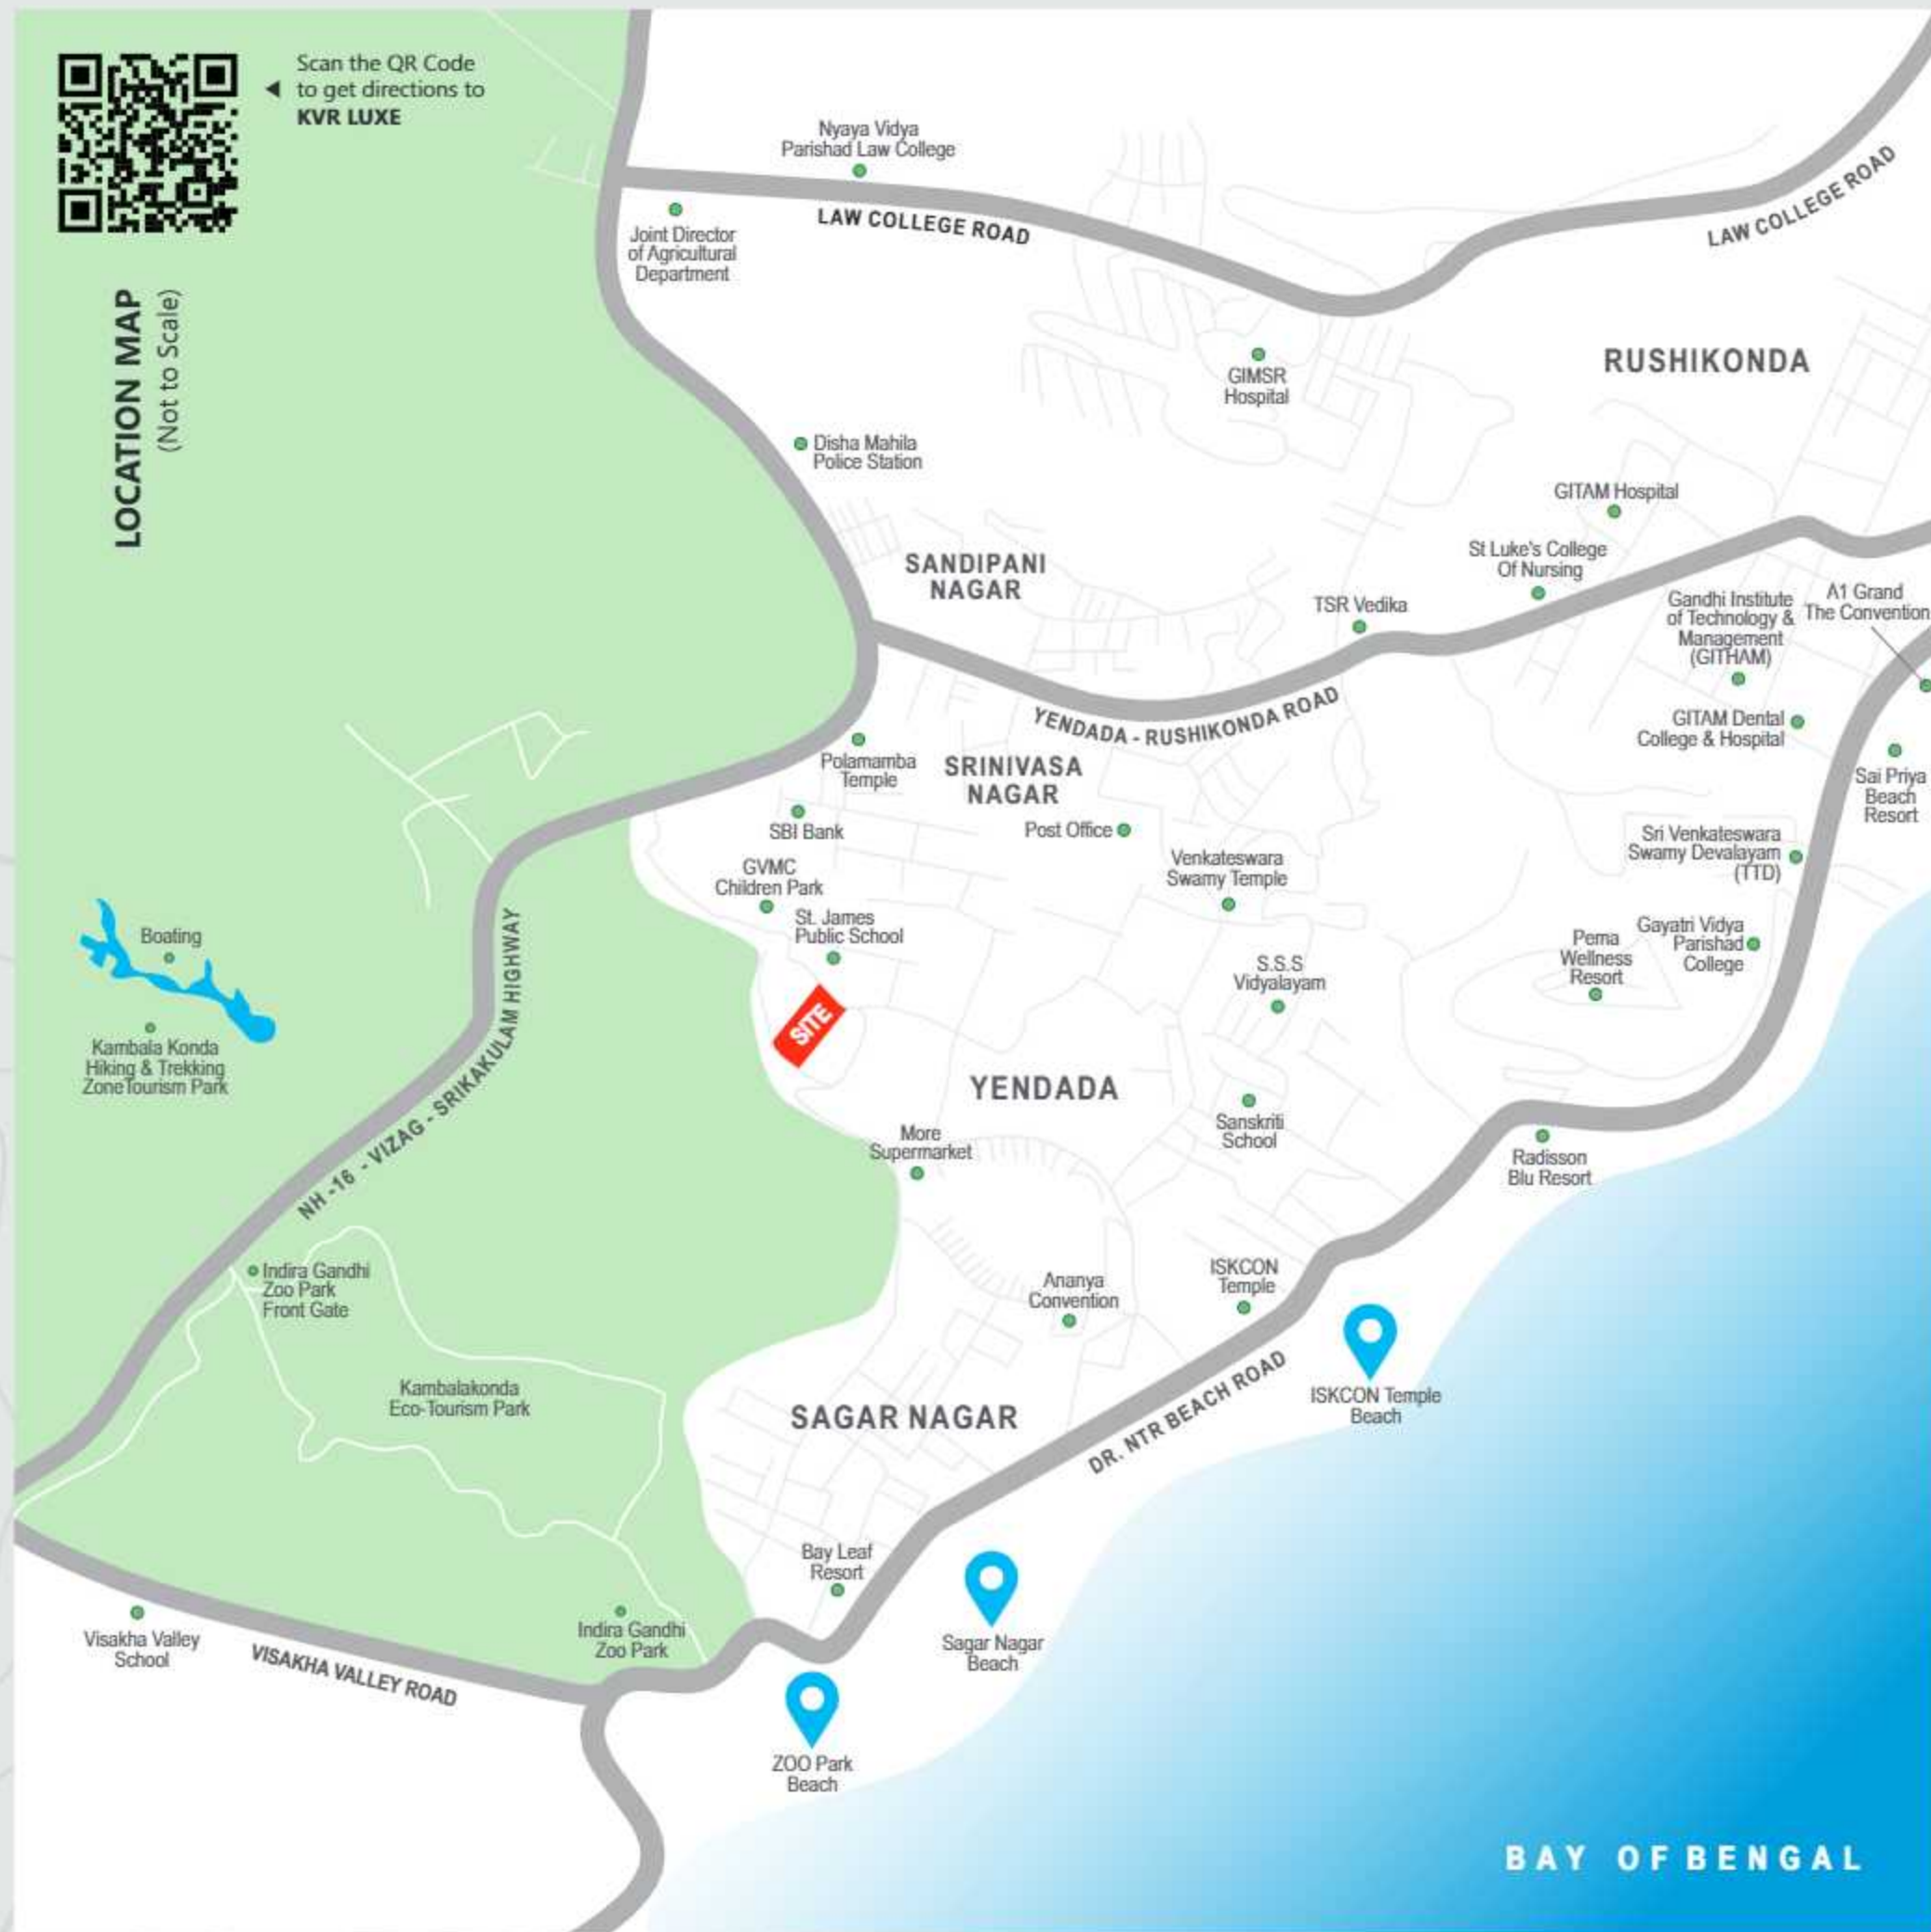 Scan the QR Code
to get directions to
KVR LUXE
LOCATION MAP
(Not to Scale)
Nyaya Vidya
Parishad Law College
LAW COLLEGE ROAD
LAW COLLEGE ROAD
Joint Director
of Agricultural
Department
RUSHIKONDA
GIMSR
Hospital
Disha Mahila
Police Station
GITAM Hospital
SANDIPANI
NAGAR
St Luke's College
Of Nursing
TSR Vedika
Gandhi Institute
of Technology &
Management
(GITHAM)
A1 Grand
The Convention
YENDADA - RUSHIKONDA ROAD
GITAM Dental
College & Hospital
Polamamba
Temple
SRINIVASA
NAGAR
Sai Priya
Beach
Resort
SBI Bank
Post Office
Sri Venkateswara
Swamy Devalayam
(TTD)
GVMC
Children Park
Venkateswara
Swamy Temple
St. James
Public School
Boating
Gayatri Vidya
Parishad
College
Pema
Wellness
Resort
S.S.S
Vidyalayam
SITE
NH -16 - VIZAG - SRIKAKULAM HIGHWAY
Kambala Konda
Hiking & Trekking
ZoneTourism Park
YENDADA
Sanskriti
School
More
Supermarket
Radisson
Blu Resort
Indira Gandhi
Zoo Park
Front Gate
Ananya
Convention
ISKCON
Temple
Kambalakonda
Eco-Tourism Park
ISKCON Temple
Beach
SAGAR NAGAR
DR. NTR BEACH ROAD
Bay Leaf
Resort
Visakha Valley
School
VISAKHA VALLEY ROAD
Indira Gandhi
Zoo Park
Sagar Nagar
Beach
ZOO Park
Beach
BAY OF BENGAL